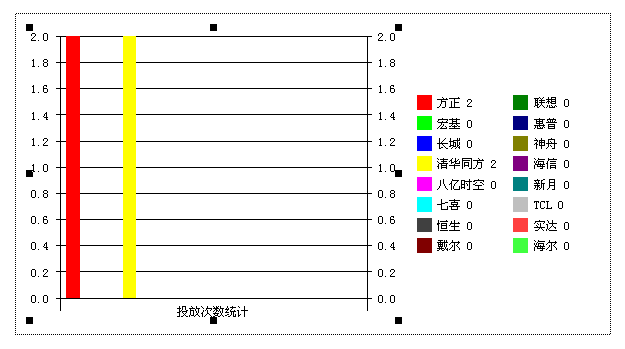 2.0 2.0
1.8 1.8
1.6 1.6
1.4 1.4
1.2 1.2
1.0 1.0
0.8 0.8
0.6 0.6
0.4 0.4
0.2 0.2
0.0 0.0
投放次数统计
方正 2 联想 0
宏基 0 惠普 0
长城 0 神舟 0
清华同方 2 海信 0
八亿时空 0 新月 0
七喜 0 TCL 0
恒生 0 实达 0
戴尔 0 海尔 0